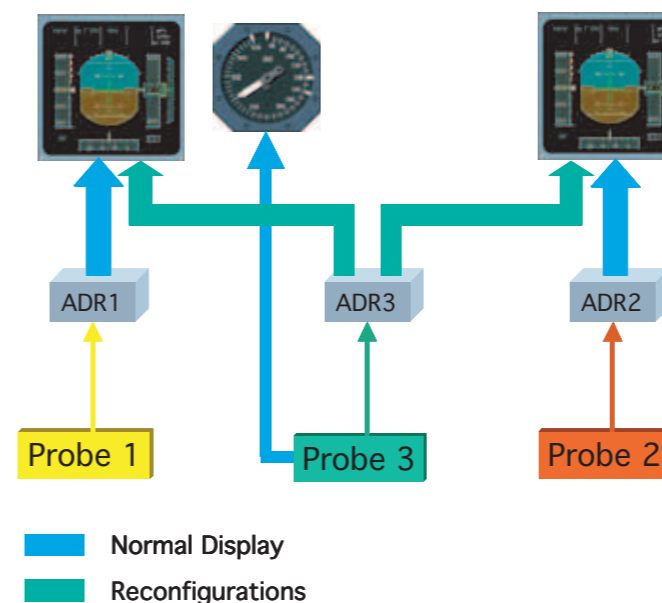 ADR1
ADR3
ADR2
Probe 1
Probe 3
Probe 2
Normal Display
Reconfigurations